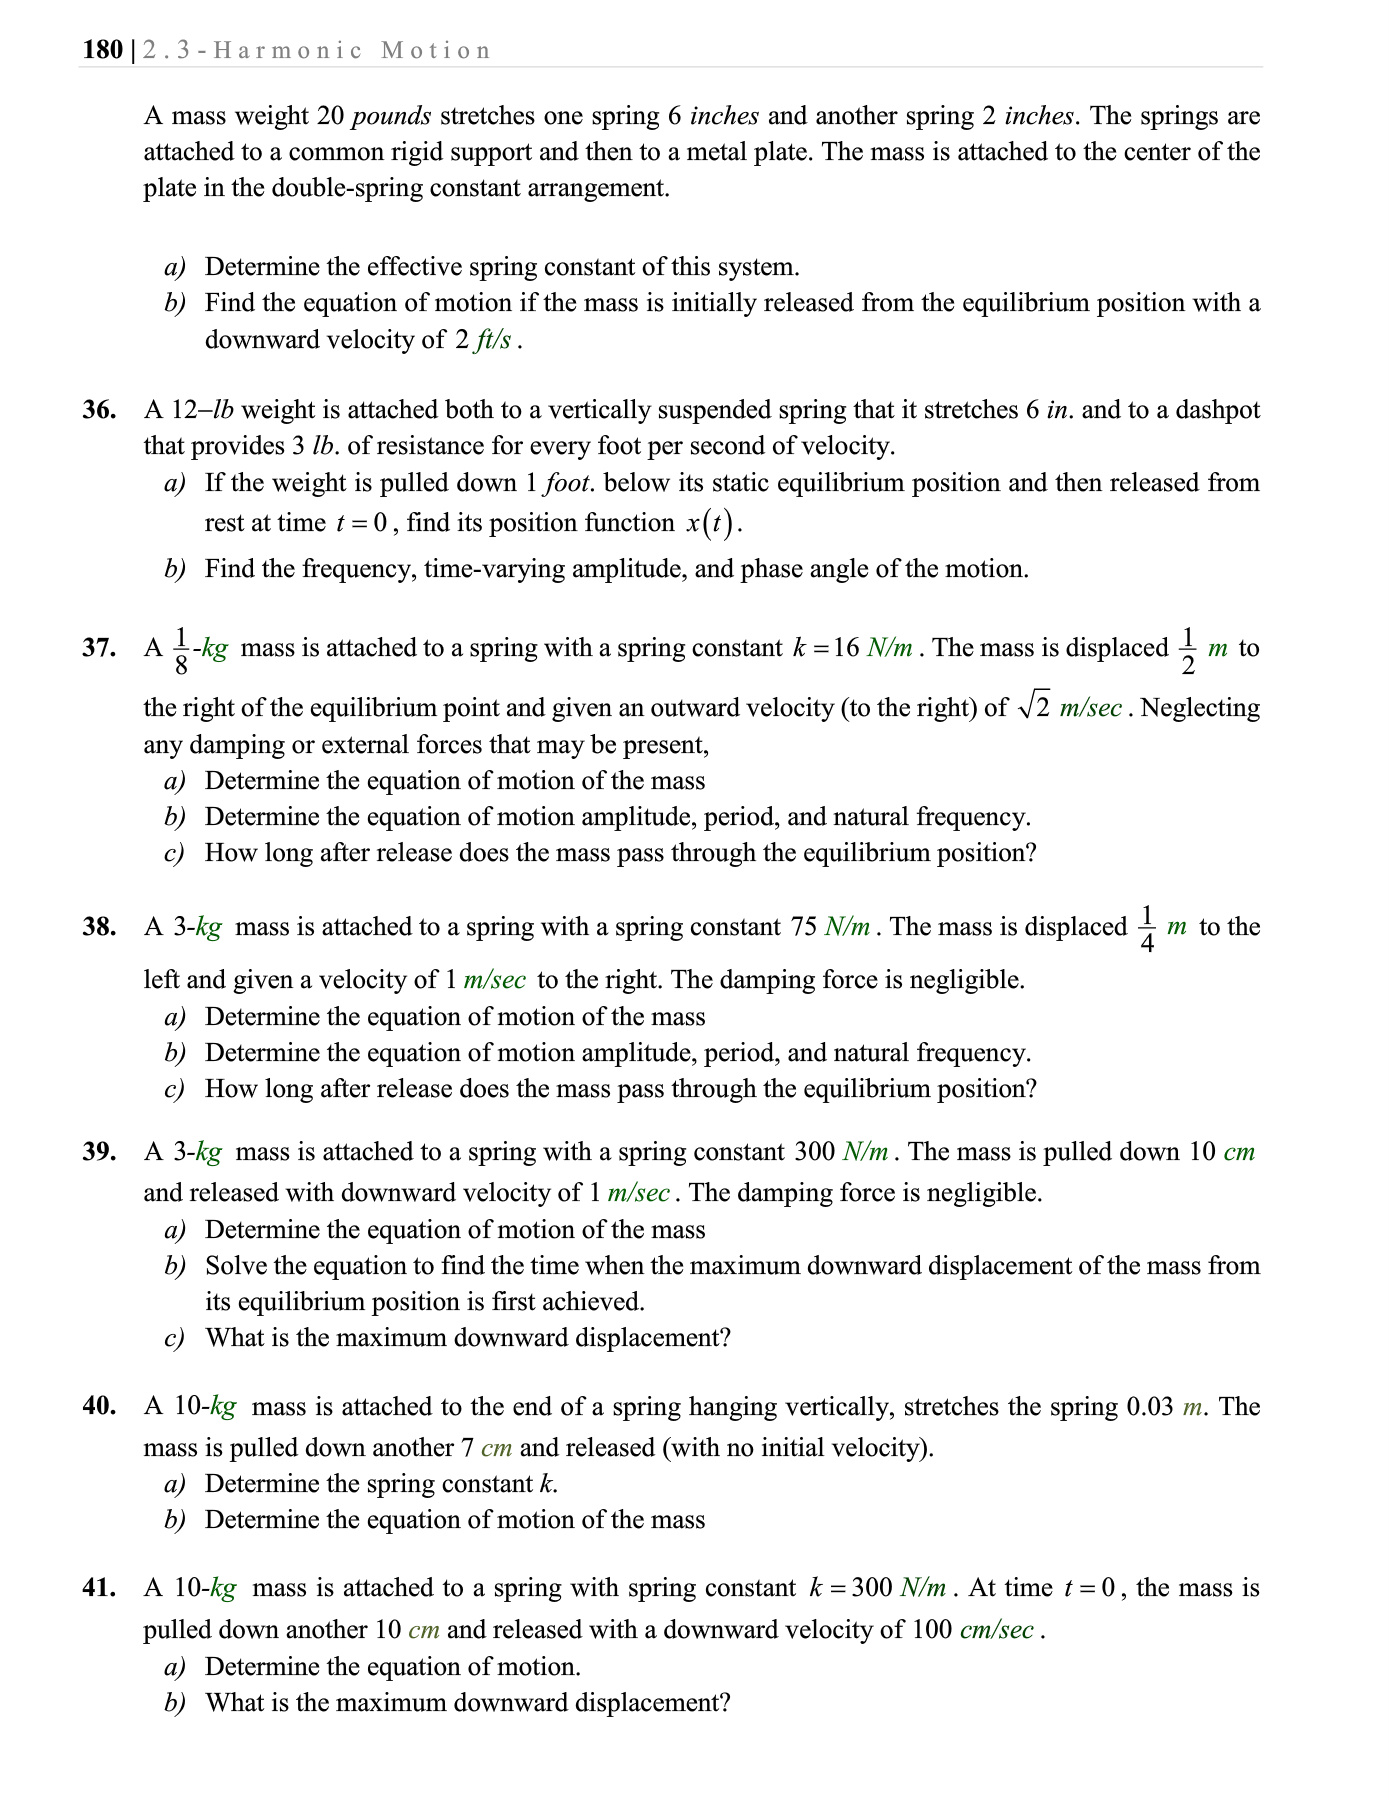 180 | 2.3 - Harmonic Motion
A mass weight 20 pounds stretches one spring 6 inches and another spring 2 inches. The springs are
attached to a common rigid support and then to a metal plate. The mass is attached to the center of the
plate in the double-spring constant arrangement.
a) Determine the effective spring constant of this system.
b) Find the equation of motion if the mass is initially released from the equilibrium position with a
downward velocity of 2 ft/s .
36. A 12–lb weight is attached both to a vertically suspended spring that it stretches 6 in. and to a dashpot
that provides 3 lb. of resistance for every foot per second of velocity.
a) If the weight is pulled down 1 foot. below its static equilibrium position and then released from
rest at time t = 0 , find its position function x(t).
b) Find the frequency, time-varying amplitude, and phase angle of the motion.
37. A 1/8-kg mass is attached to a spring with a spring constant k = 16 N/m . The mass is displaced 1/2 m to
the right of the equilibrium point and given an outward velocity (to the right) of √2 m/sec . Neglecting
any damping or external forces that may be present,
a) Determine the equation of motion of the mass
b) Determine the equation of motion amplitude, period, and natural frequency.
c) How long after release does the mass pass through the equilibrium position?
38. A 3-kg mass is attached to a spring with a spring constant 75 N/m . The mass is displaced 1/4 m to the
left and given a velocity of 1 m/sec to the right. The damping force is negligible.
a) Determine the equation of motion of the mass
b) Determine the equation of motion amplitude, period, and natural frequency.
c) How long after release does the mass pass through the equilibrium position?
39. A 3-kg mass is attached to a spring with a spring constant 300 N/m . The mass is pulled down 10 cm
and released with downward velocity of 1 m/sec . The damping force is negligible.
a) Determine the equation of motion of the mass
b) Solve the equation to find the time when the maximum downward displacement of the mass from
its equilibrium position is first achieved.
c) What is the maximum downward displacement?
40. A 10-kg mass is attached to the end of a spring hanging vertically, stretches the spring 0.03 m. The
mass is pulled down another 7 cm and released (with no initial velocity).
a) Determine the spring constant k.
b) Determine the equation of motion of the mass
41. A 10-kg mass is attached to a spring with spring constant k = 300 N/m . At time t = 0 , the mass is
pulled down another 10 cm and released with a downward velocity of 100 cm/sec .
a) Determine the equation of motion.
b) What is the maximum downward displacement?